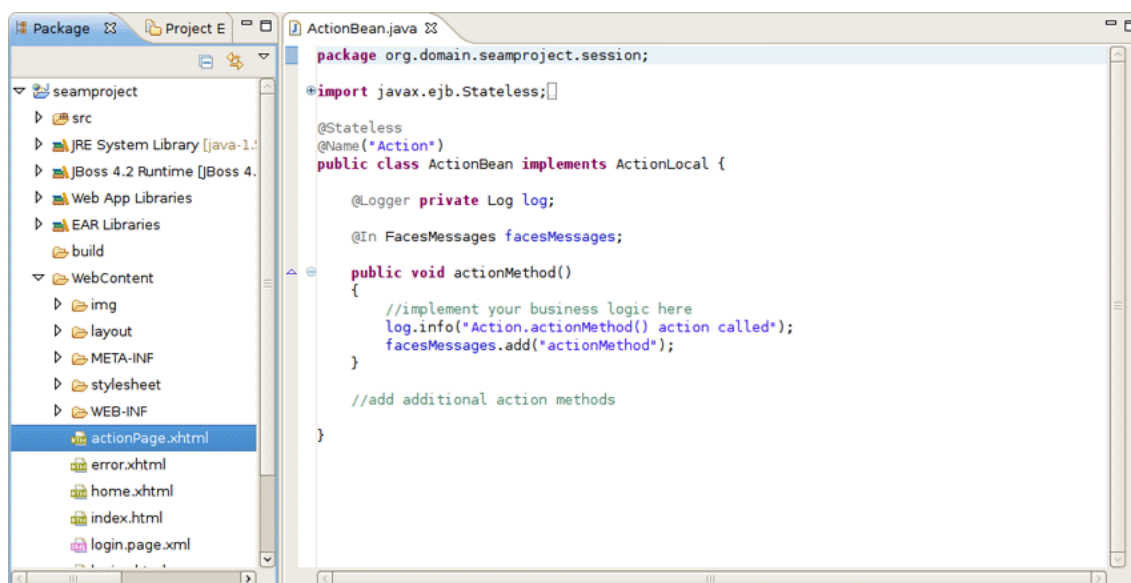 Package
Project E
ActionBean.java
seamproject
src
JRE System Library [java-1.
JBoss 4.2 Runtime [JBoss 4.
Web App Libraries
EAR Libraries
build
WebContent
img
layout
META-INF
stylesheet
WEB-INF
actionPage.xhtml
error.xhtml
home.xhtml
index.html
login.page.xml
package org.domain.seamproject.session;
import javax.ejb.Stateless;
@Stateless
@Name("Action")
public class ActionBean implements ActionLocal {
@Logger private Log log;
@In FacesMessages facesMessages;
public void actionMethod()
{
//implement your business logic here
log.info("Action.actionMethod() action called");
facesMessages.add("actionMethod");
}
//add additional action methods
}